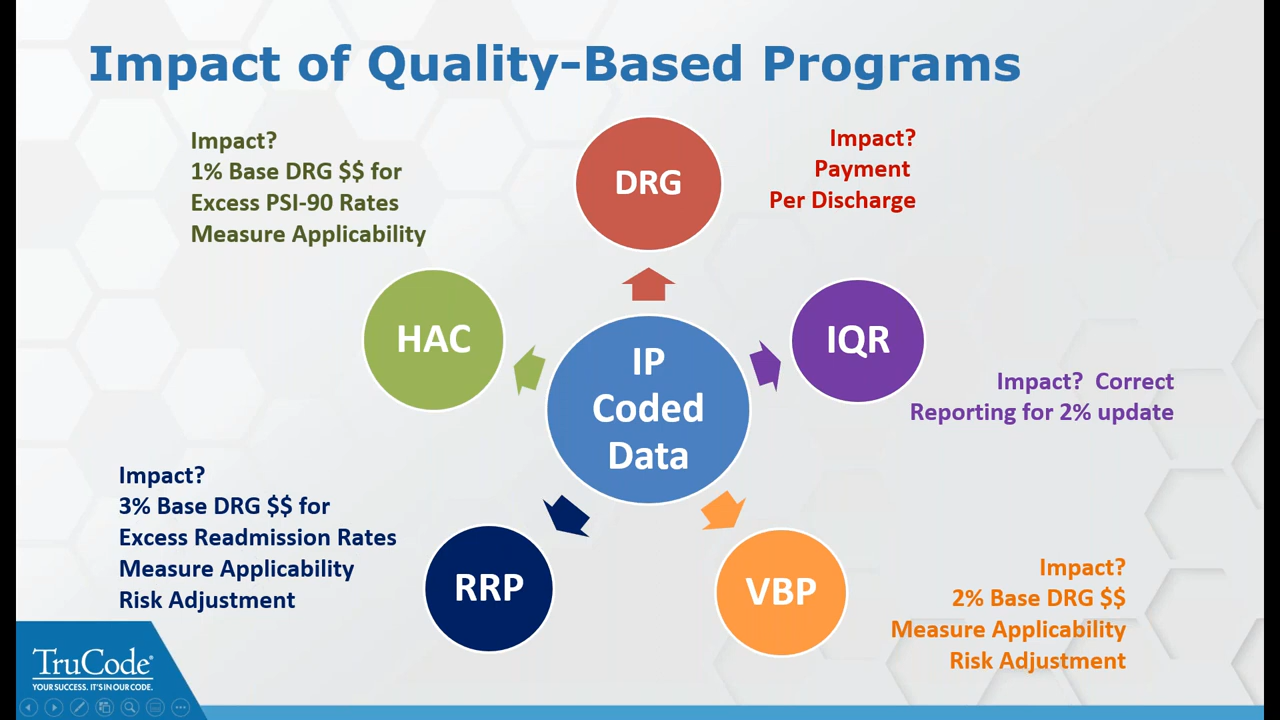 Impact of Quality-Based Programs
Impact?
1% Base DRG $$ for
Excess PSI-90 Rates
Measure Applicability
DRG
Impact?
Payment
Per Discharge
HAC
IP
Coded
Data
IQR
Impact?  Correct
Reporting for 2% update
Impact?
3% Base DRG $$ for
Excess Readmission Rates
Measure Applicability
Risk Adjustment
RRP
VBP
Impact?
2% Base DRG $$
Measure Applicability
Risk Adjustment
TruCode®
YOUR SUCCESS. IT'S IN OUR CODE.